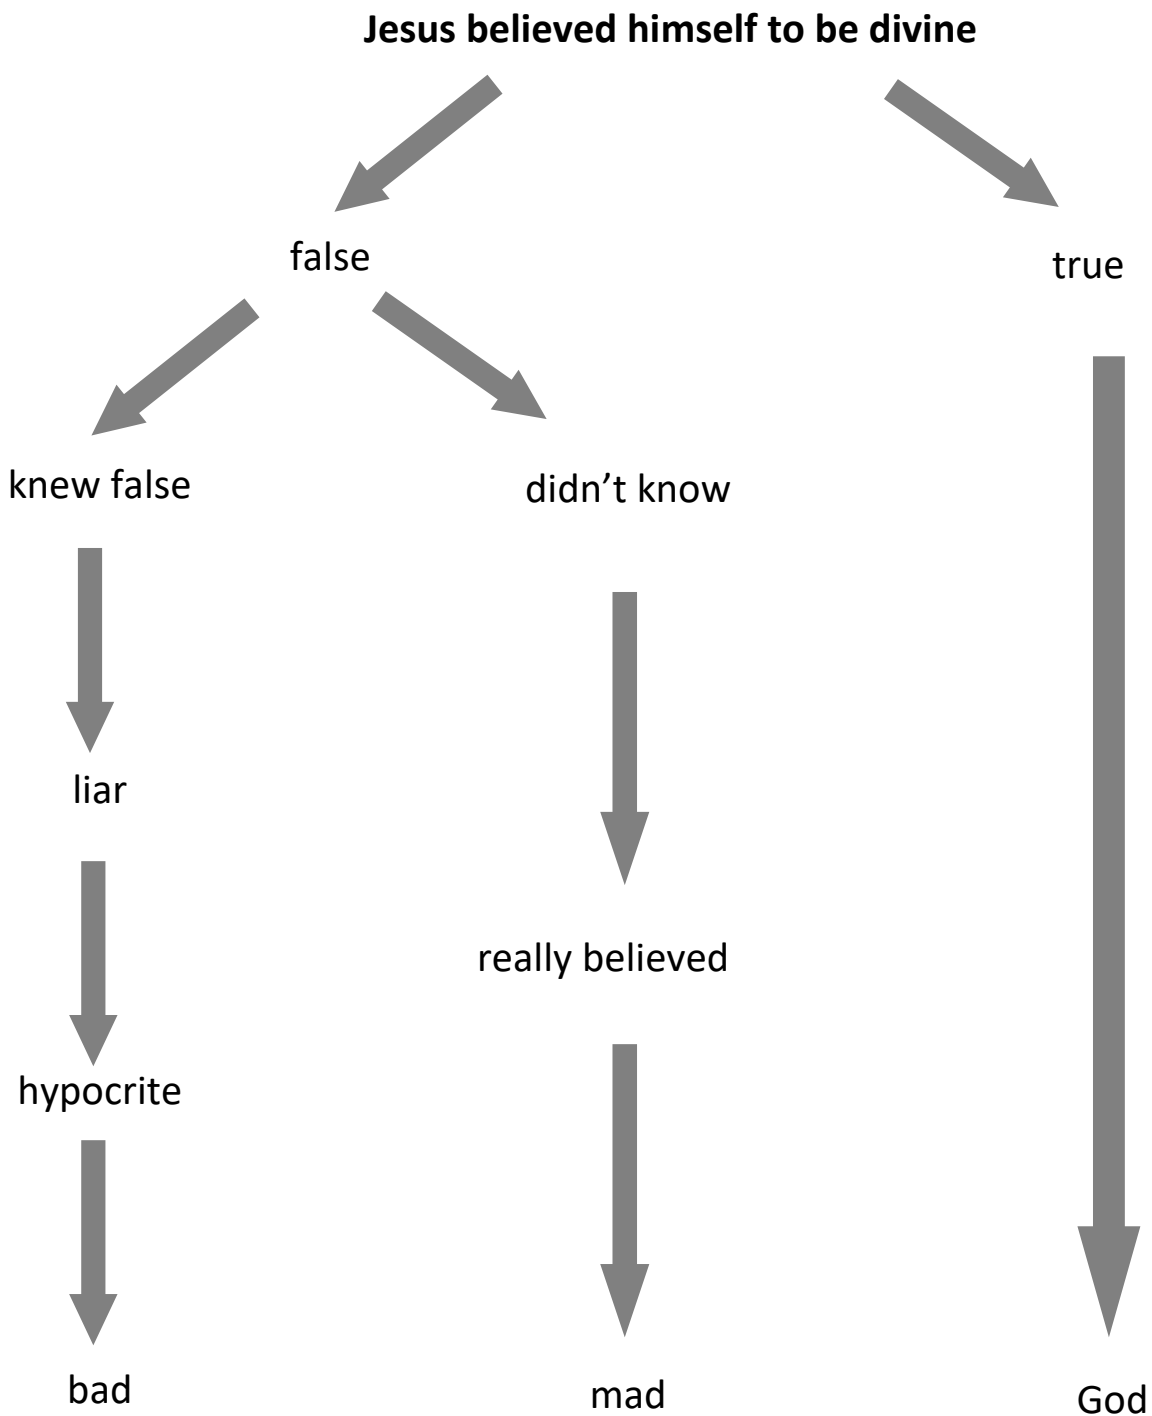 Jesus believed himself to be divine
false
true
knew false
didn’t know
liar
really believed
hypocrite
bad
mad
God